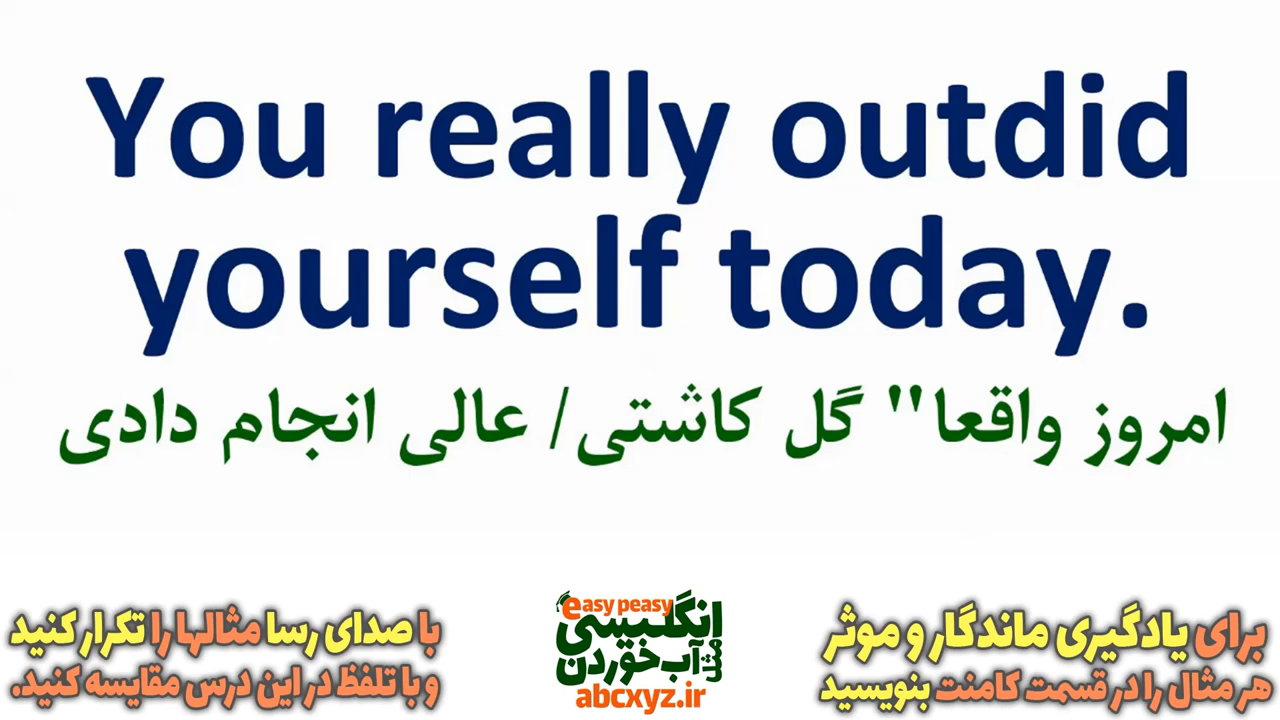 You really outdid
yourself today.
امروز واقعا" گل کاشتی/ عالی انجام دادی
برای یادگیری ماندگار و موثر
هر مثال را در قسمت کامنت بنویسید
easy peasy
انگلیسی
مثل
آب خوردن
abcxyz.ir
با صدای رسا مثالها را تکرار کنید
و با تلفظ در این درس مقایسه کنید.